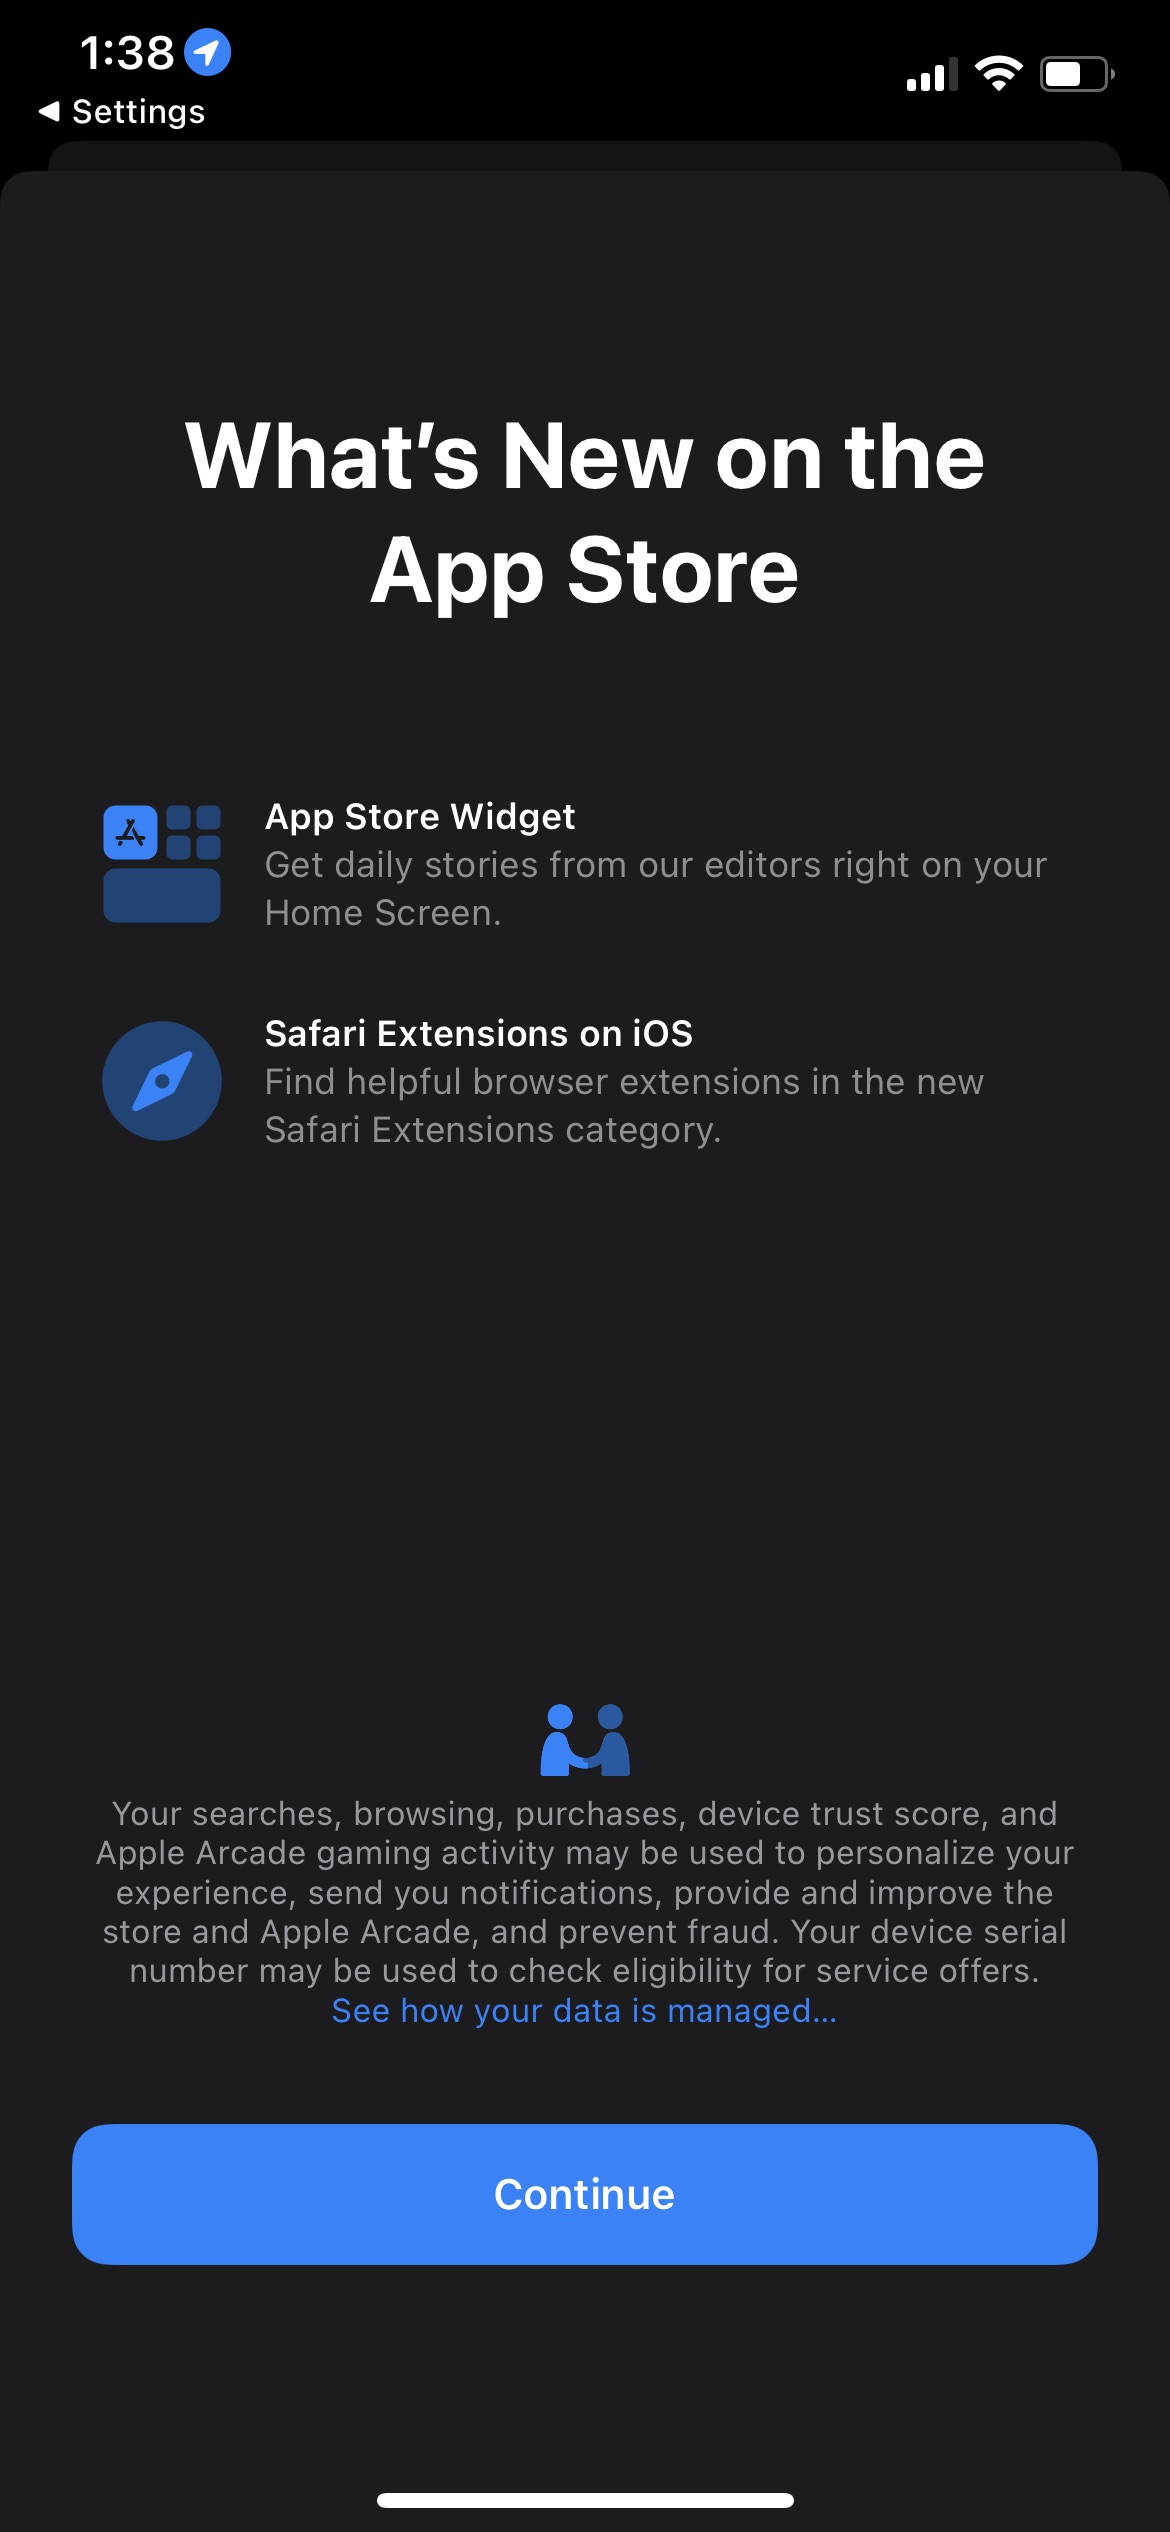 1:38
Settings
What’s New on the
App Store
App Store Widget
Get daily stories from our editors right on your
Home Screen.
Safari Extensions on iOS
Find helpful browser extensions in the new
Safari Extensions category.
Your searches, browsing, purchases, device trust score, and
Apple Arcade gaming activity may be used to personalize your
experience, send you notifications, provide and improve the
store and Apple Arcade, and prevent fraud. Your device serial
number may be used to check eligibility for service offers.
See how your data is managed...
Continue